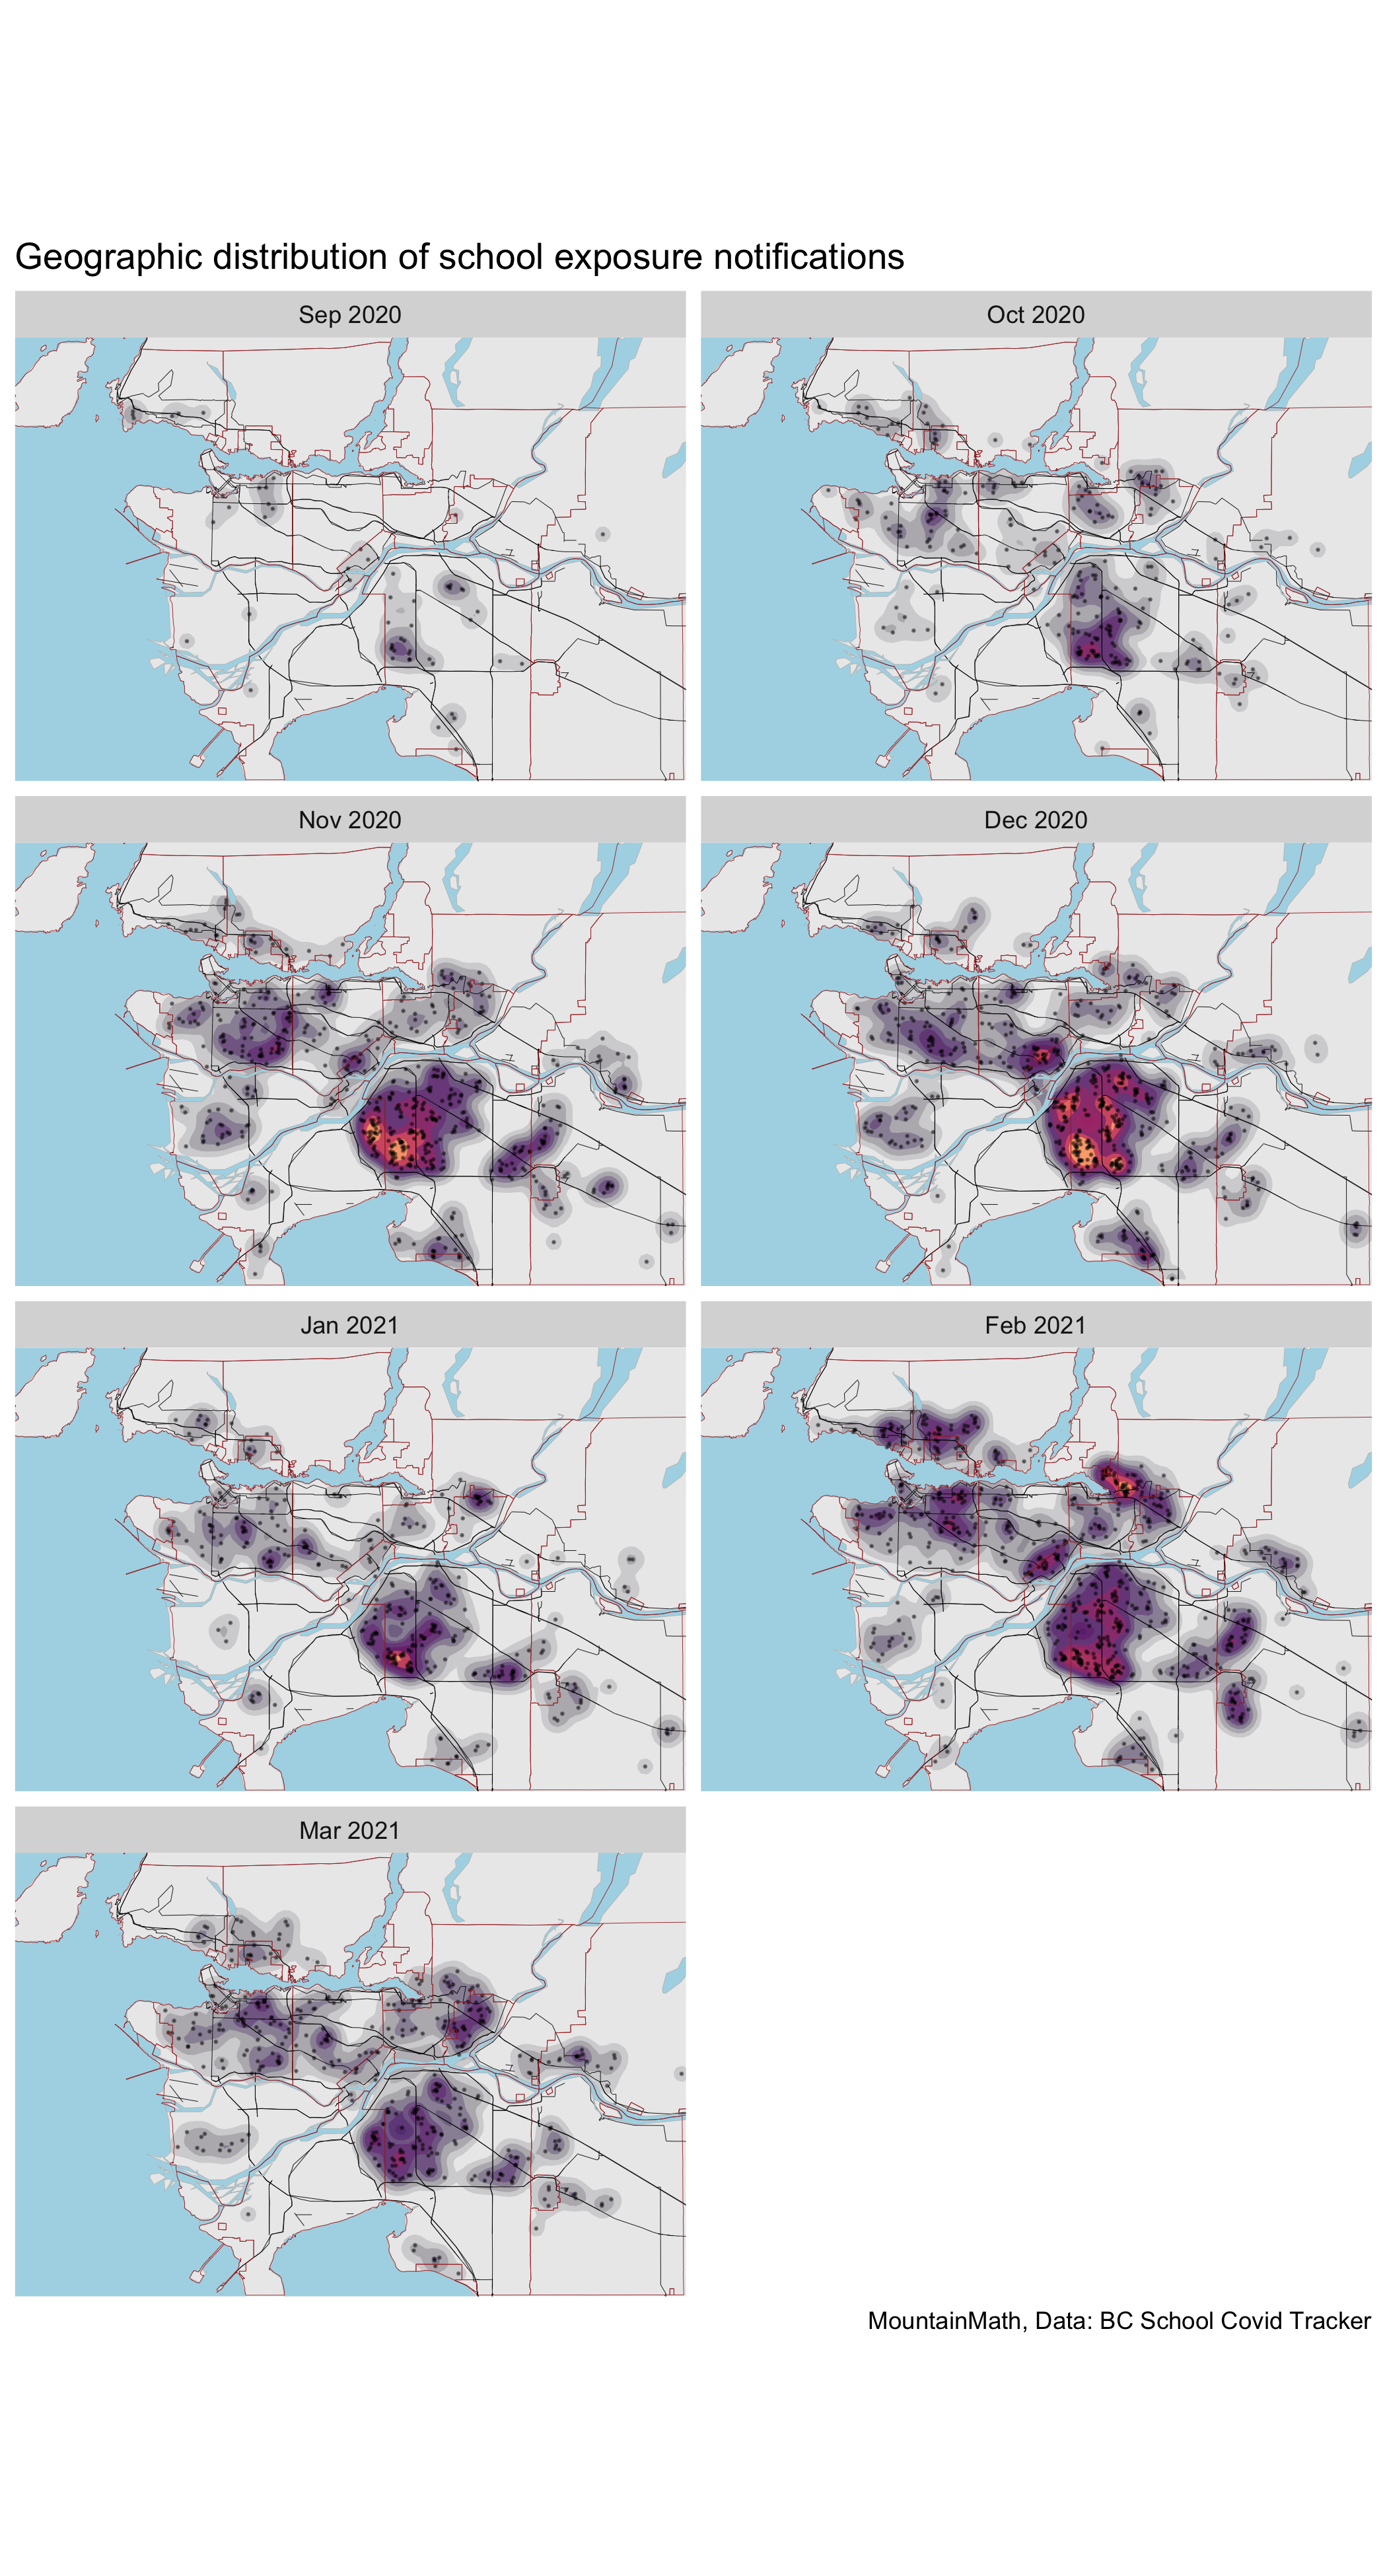 Geographic distribution of school exposure notifications
Sep 2020
Oct 2020
Nov 2020
Dec 2020
Jan 2021
Feb 2021
Mar 2021
MountainMath, Data: BC School Covid Tracker